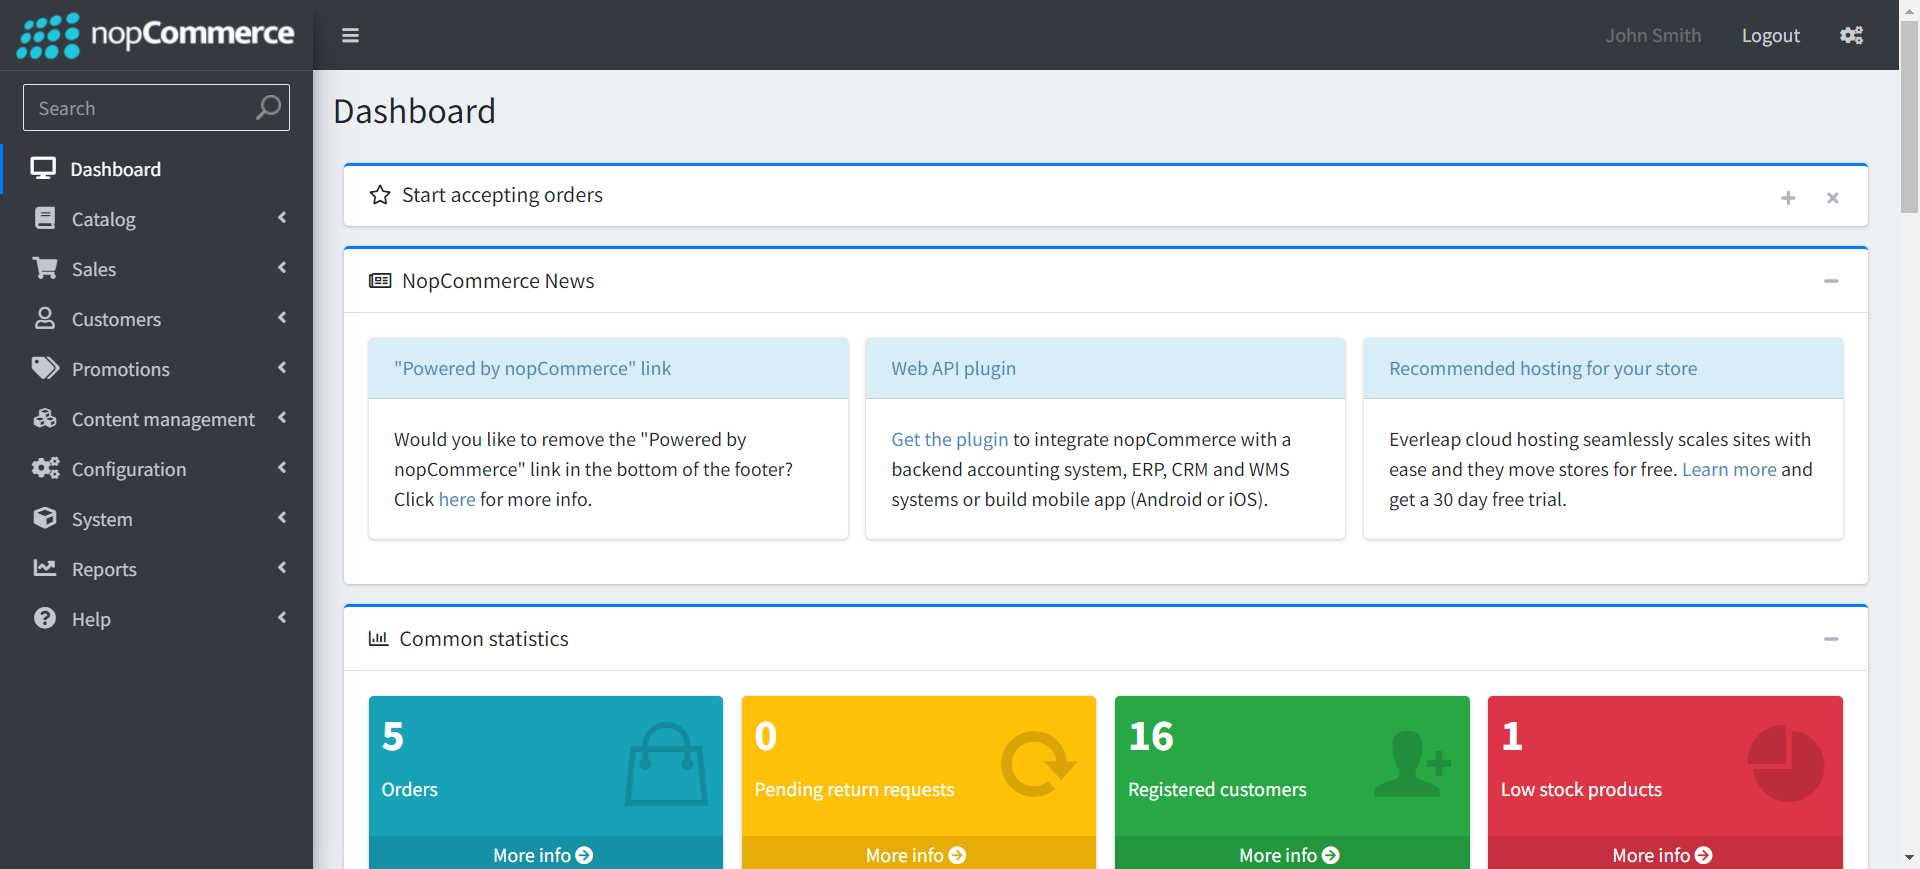 nopCommerce
John Smith
Logout
Search
Dashboard
Catalog
Sales
Customers
Promotions
Content management
Configuration
System
Reports
Help
Dashboard
Start accepting orders
NopCommerce News
"Powered by nopCommerce" link
Would you like to remove the "Powered by
nopCommerce" link in the bottom of the footer?
Click here for more info.
Web API plugin
Get the plugin to integrate nopCommerce with a
backend accounting system, ERP, CRM and WMS
systems or build mobile app (Android or iOS).
Recommended hosting for your store
Everleap cloud hosting seamlessly scales sites with
ease and they move stores for free. Learn more and
get a 30 day free trial.
Common statistics
5
Orders
More info
0
Pending return requests
More info
16
Registered customers
More info
1
Low stock products
More info